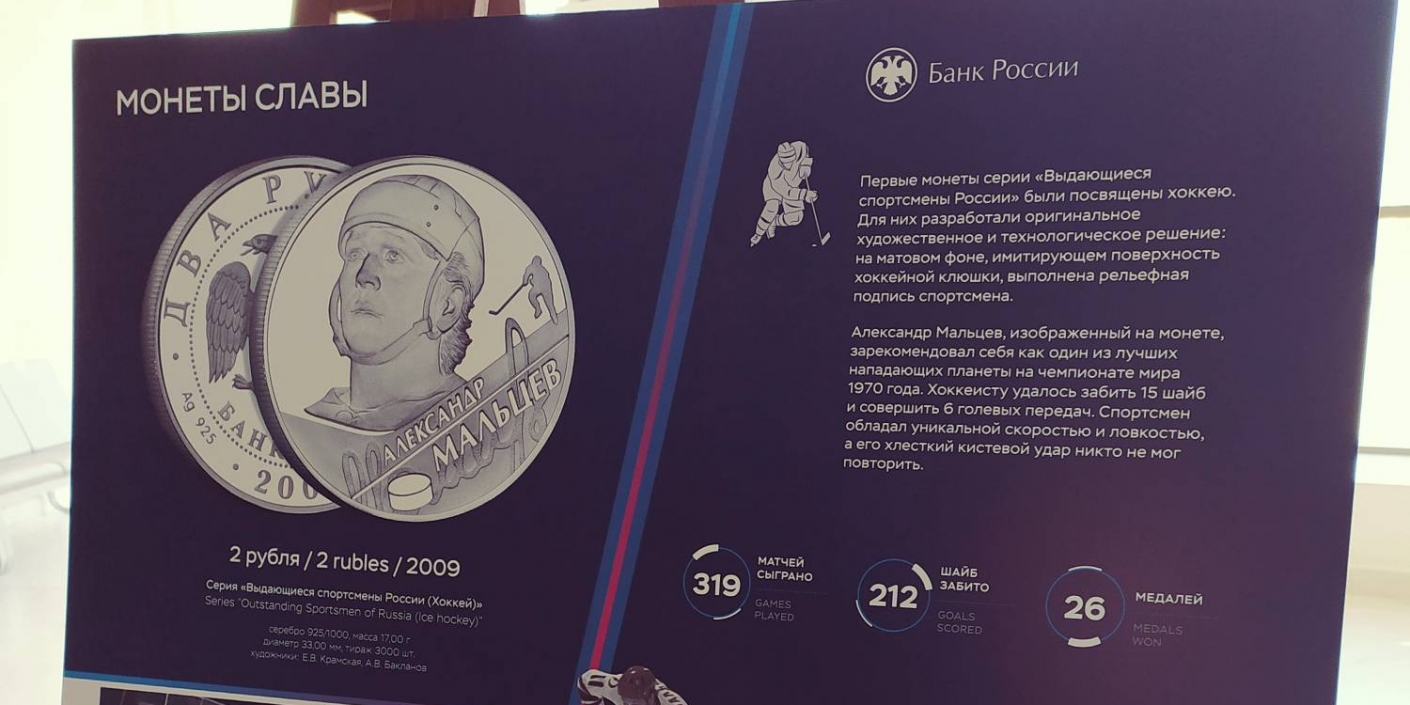 МОНЕТЫ СЛАВЫ
ДВА РУ
Ag 925
БАНК
200
АЛЕКСАНДР
МАЛЬЦЕВ
2 рубля / 2 rubles / 2009
Серия «Выдающиеся спортсмены России (Хоккей)»
Series "Outstanding Sportsmen of Russia (Ice hockey)"
серебро 925/1000, масса 17,00 г
диаметр 33,00 мм, тираж 3000 шт.
художники: Е.В. Крамская, А.В. Бакланов
Банк России
Первые монеты серии «Выдающиеся
спортсмены России» были посвящены хоккею.
Для них разработали оригинальное
художественное и технологическое решение:
на матовом фоне, имитирующем поверхность
хоккейной клюшки, выполнена рельефная
подпись спортсмена.
Александр Мальцев, изображенный на монете,
зарекомендовал себя как один из лучших
нападающих планеты на чемпионате мира
1970 года. Хоккеисту удалось забить 15 шайб
и совершить 6 голевых передач. Спортсмен
обладал уникальной скоростью и ловкостью,
а его хлесткий кистевой удар никто не мог
повторить.
319
МАТЧЕЙ
СЫГРАНО
GAMES
PLAYED
212
ШАЙБ
ЗАБИТО
GOALS
SCORED
26
МЕДАЛЕЙ
MEDALS
WON